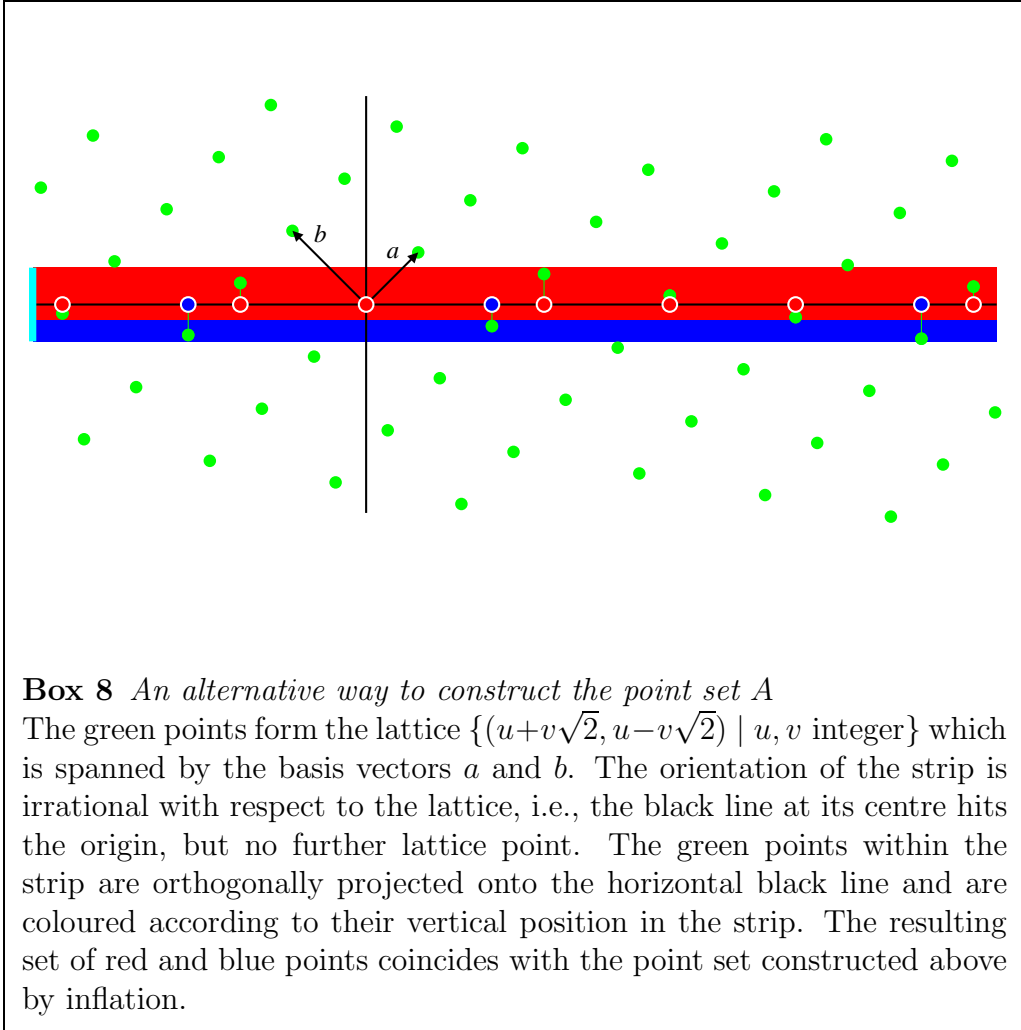 b
a
Box 8 An alternative way to construct the point set A
The green points form the lattice {(u+v√2, u−v√2) | u, v integer} which
is spanned by the basis vectors a and b. The orientation of the strip is
irrational with respect to the lattice, i.e., the black line at its centre hits
the origin, but no further lattice point. The green points within the
strip are orthogonally projected onto the horizontal black line and are
coloured according to their vertical position in the strip. The resulting
set of red and blue points coincides with the point set constructed above
by inflation.